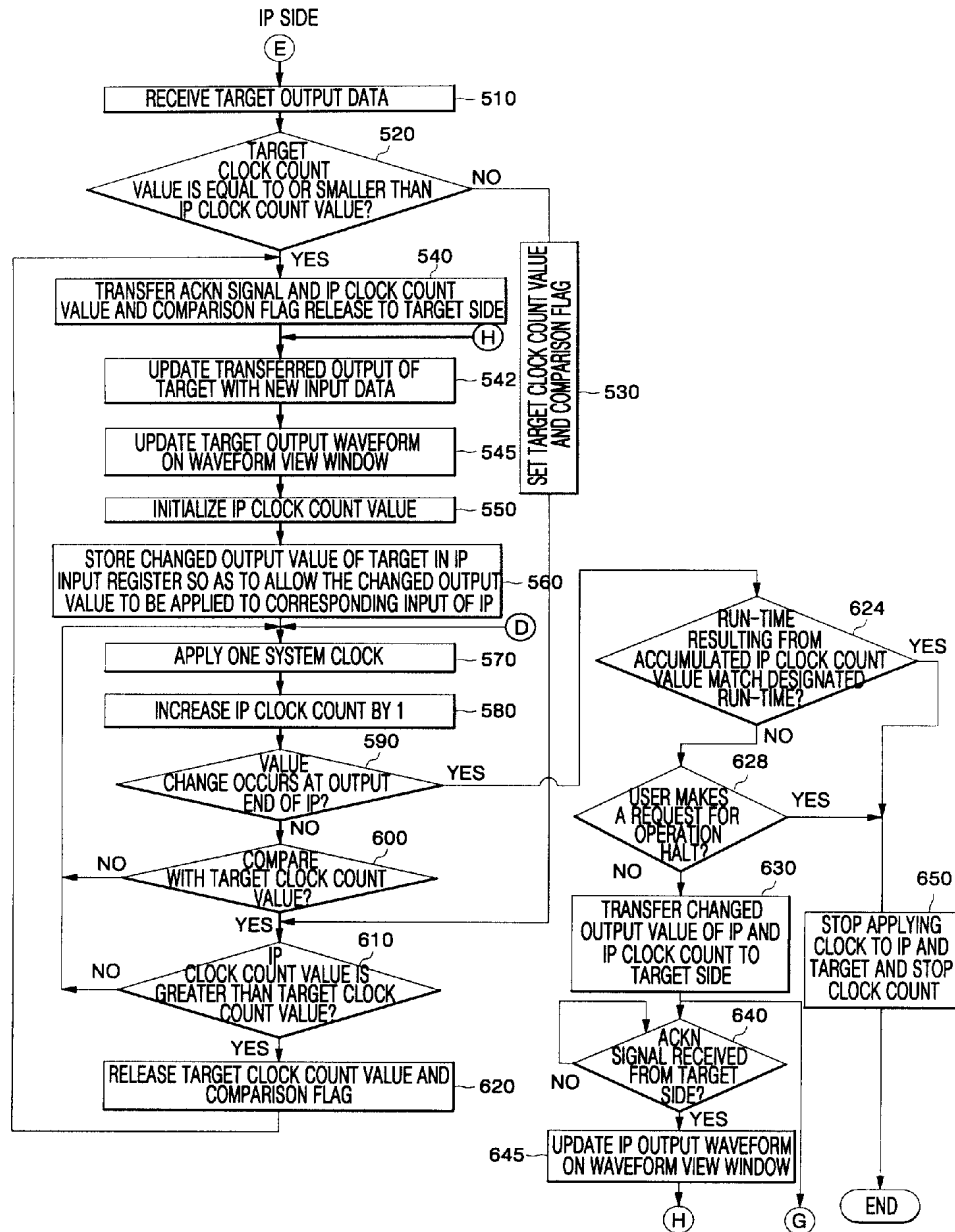 IP SIDE
E
RECEIVE TARGET OUTPUT DATA
510
520
TARGET
CLOCK COUNT
VALUE IS EQUAL TO OR SMALLER THAN
IP CLOCK COUNT VALUE?
NO
YES
540
TRANSFER ACKN SIGNAL AND IP CLOCK COUNT
VALUE AND COMPARISON FLAG RELEASE TO TARGET SIDE
H
SET TARGET CLOCK COUNT VALUE
AND COMPARISON FLAG
530
UPDATE TRANSFERRED OUTPUT OF
TARGET WITH NEW INPUT DATA
542
UPDATE TARGET OUTPUT WAVEFORM
ON WAVEFORM VIEW WINDOW
545
INITIALIZE IP CLOCK COUNT VALUE
550
STORE CHANGED OUTPUT VALUE OF TARGET IN IP
INPUT REGISTER SO AS TO ALLOW THE CHANGED OUTPUT
VALUE TO BE APPLIED TO CORRESPONDING INPUT OF IP
560
D
APPLY ONE SYSTEM CLOCK
570
INCREASE IP CLOCK COUNT BY 1
580
590
VALUE
CHANGE OCCURS AT OUTPUT
END OF IP?
YES
NO
600
COMPARE
WITH TARGET CLOCK COUNT
VALUE?
NO
YES
610
IP
CLOCK COUNT VALUE IS
GREATER THAN TARGET CLOCK
COUNT VALUE?
NO
YES
RELEASE TARGET CLOCK COUNT VALUE AND
COMPARISON FLAG
620
624
RUN-TIME
RESULTING FROM
ACCUMULATED IP CLOCK COUNT
VALUE MATCH DESIGNATED
RUN-TIME?
YES
NO
628
USER MAKES
A REQUEST FOR
OPERATION
HALT?
YES
NO
630
TRANSFER CHANGED
OUTPUT VALUE OF IP AND
IP CLOCK COUNT TO
TARGET SIDE
650
STOP APPLYING
CLOCK TO IP AND
TARGET AND STOP
CLOCK COUNT
640
ACKN
SIGNAL RECEIVED
FROM TARGET
SIDE?
NO
YES
645
UPDATE IP OUTPUT WAVEFORM
ON WAVEFORM VIEW WINDOW
H
G
END